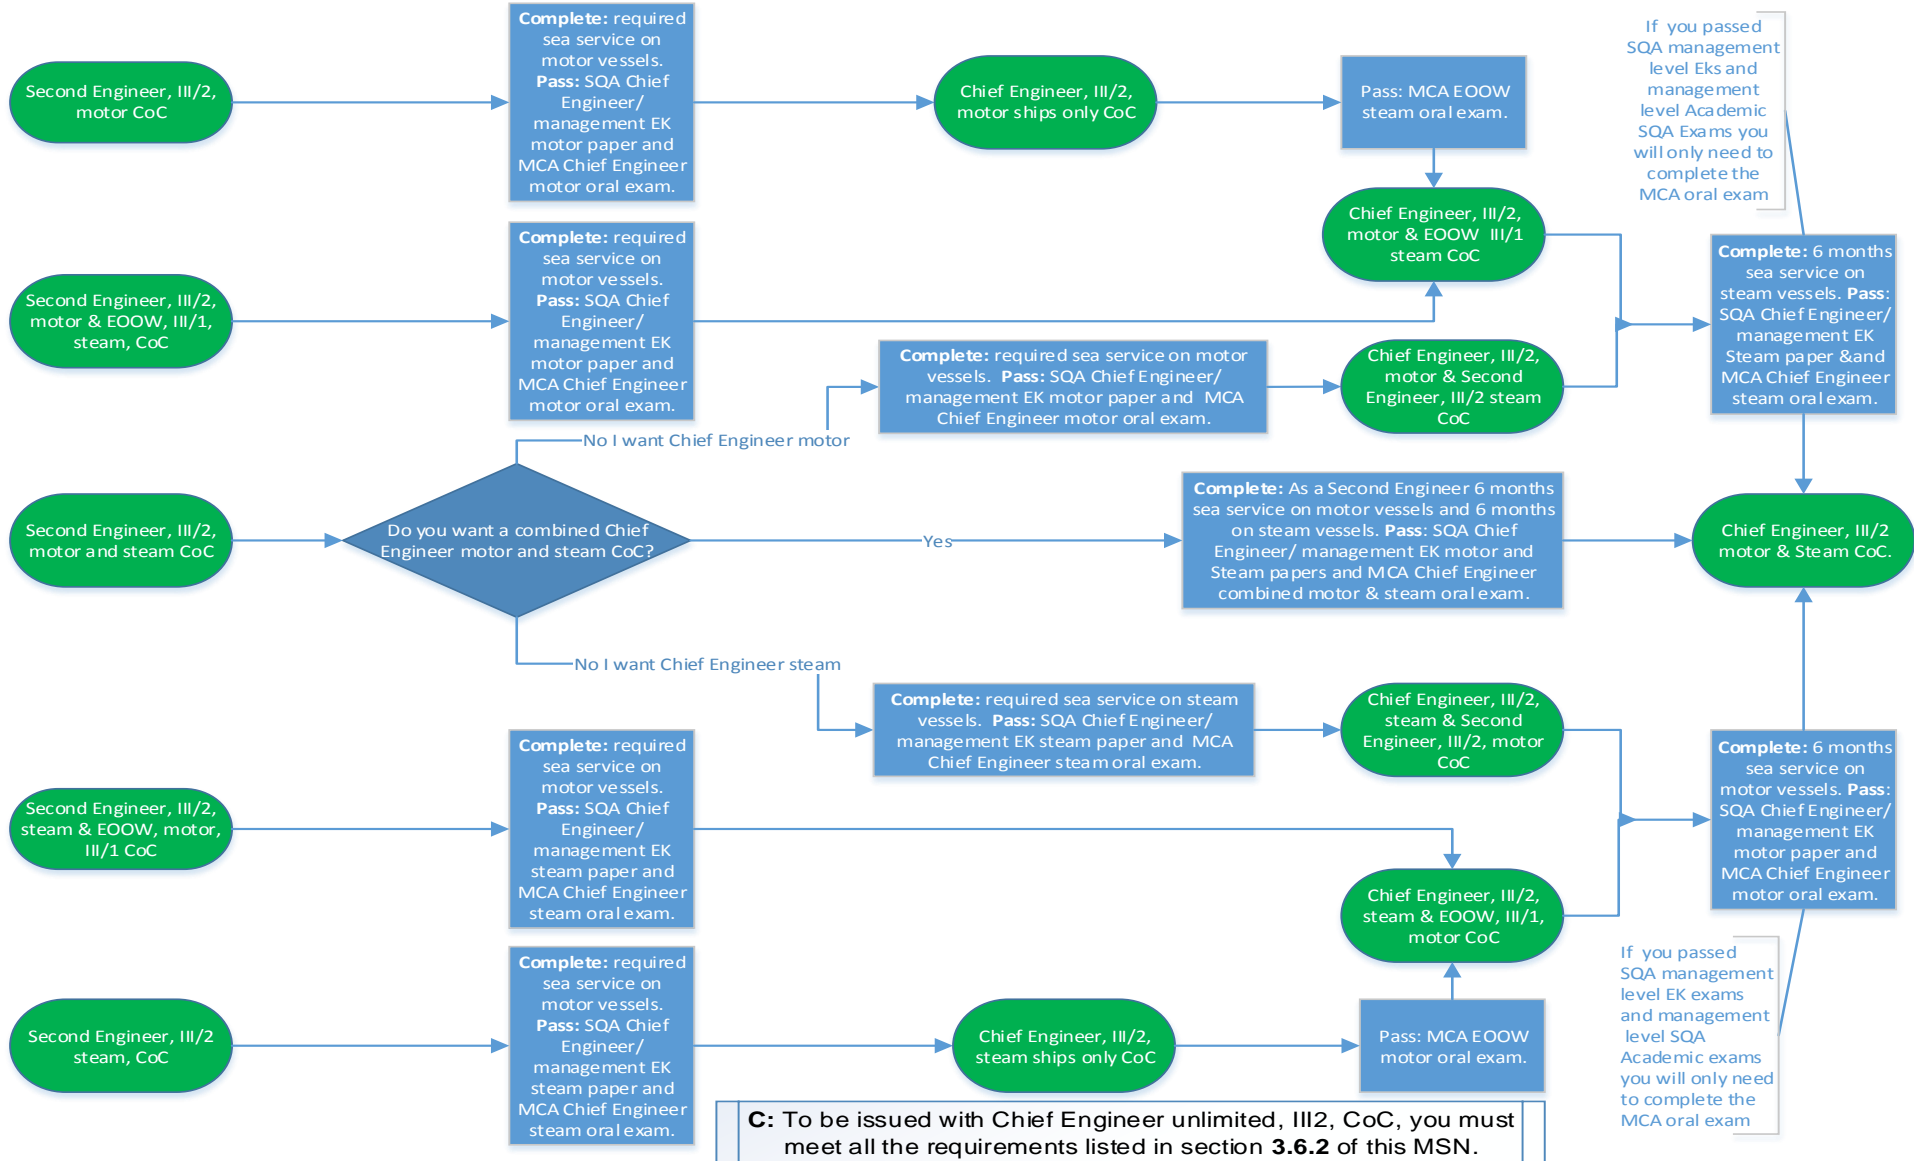 Second Engineer, III/2,
motor CoC
Complete: required
sea service on
motor vessels.
Pass: SQA Chief
Engineer/
management EK
motor paper and
MCA Chief Engineer
motor oral exam.
Chief Engineer, III/2,
motor ships only CoC
Pass: MCA EOOW
steam oral exam.
If you passed
SQA management
level Eks and
management
level Academic
SQA Exams you
will only need to
complete the
MCA oral exam
Second Engineer, III/2,
motor & EOOW, III/1,
steam, CoC
Complete: required
sea service on
motor vessels.
Pass: SQA Chief
Engineer/
management EK
motor paper and
MCA Chief Engineer
motor oral exam.
Chief Engineer, III/2,
motor & EOOW III/1
steam CoC
Complete: 6 months
sea service on
steam vessels. Pass:
SQA Chief Engineer/
management EK
Steam paper &and
MCA Chief Engineer
steam oral exam.
Complete: required sea service on motor
vessels. Pass: SQA Chief Engineer/
management EK motor paper and MCA
Chief Engineer motor oral exam.
Chief Engineer, III/2,
motor & Second
Engineer, III/2 steam
CoC
No I want Chief Engineer motor
Second Engineer, III/2,
motor and steam CoC
Do you want a combined Chief
Engineer motor and steam CoC?
Yes
Complete: As a Second Engineer 6 months
sea service on motor vessels and 6 months
on steam vessels. Pass: SQA Chief
Engineer/ management EK motor and
Steam papers and MCA Chief Engineer
combined motor & steam oral exam.
Chief Engineer, III/2
motor & Steam CoC.
No I want Chief Engineer steam
Complete: required sea service on steam
vessels. Pass: SQA Chief Engineer/
management EK steam paper and MCA
Chief Engineer steam oral exam.
Chief Engineer, III/2,
steam & Second
Engineer, III/2, motor
CoC
Second Engineer, III/2,
steam & EOOW, motor,
III/1 CoC
Complete: required
sea service on
motor vessels.
Pass: SQA Chief
Engineer/
management EK
steam paper and
MCA Chief Engineer
steam oral exam.
Chief Engineer, III/2,
steam & EOOW, III/1,
motor CoC
Complete: 6 months
sea service on
motor vessels. Pass:
SQA Chief Engineer/
management EK
motor paper and
MCA Chief Engineer
motor oral exam.
Second Engineer, III/2
steam, CoC
Complete: required
sea service on
motor vessels.
Pass: SQA Chief
Engineer/
management EK
steam paper and
MCA Chief Engineer
steam oral exam.
Chief Engineer, III/2,
steam ships only CoC
Pass: MCA EOOW
motor oral exam.
If you passed
SQA management
level EK exams
and management
level SQA
Academic exams
you will only need
to complete the
MCA oral exam
C: To be issued with Chief Engineer unlimited, III2, CoC, you must
meet all the requirements listed in section 3.6.2 of this MSN.